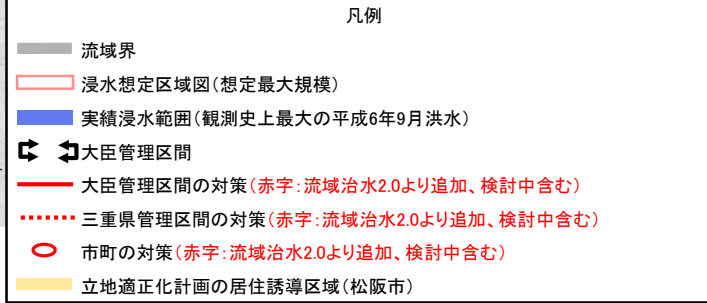 凡例
流域界
浸水想定区域図(想定最大規模)
実績浸水範囲(観測史上最大の平成6年9月洪水)
大臣管理区間
大臣管理区間の対策(赤字:流域治水2.0より追加、検討中含む)
三重県管理区間の対策(赤字:流域治水2.0より追加、検討中含む)
市町の対策(赤字:流域治水2.0より追加、検討中含む)
立地適正化計画の居住誘導区域(松阪市)